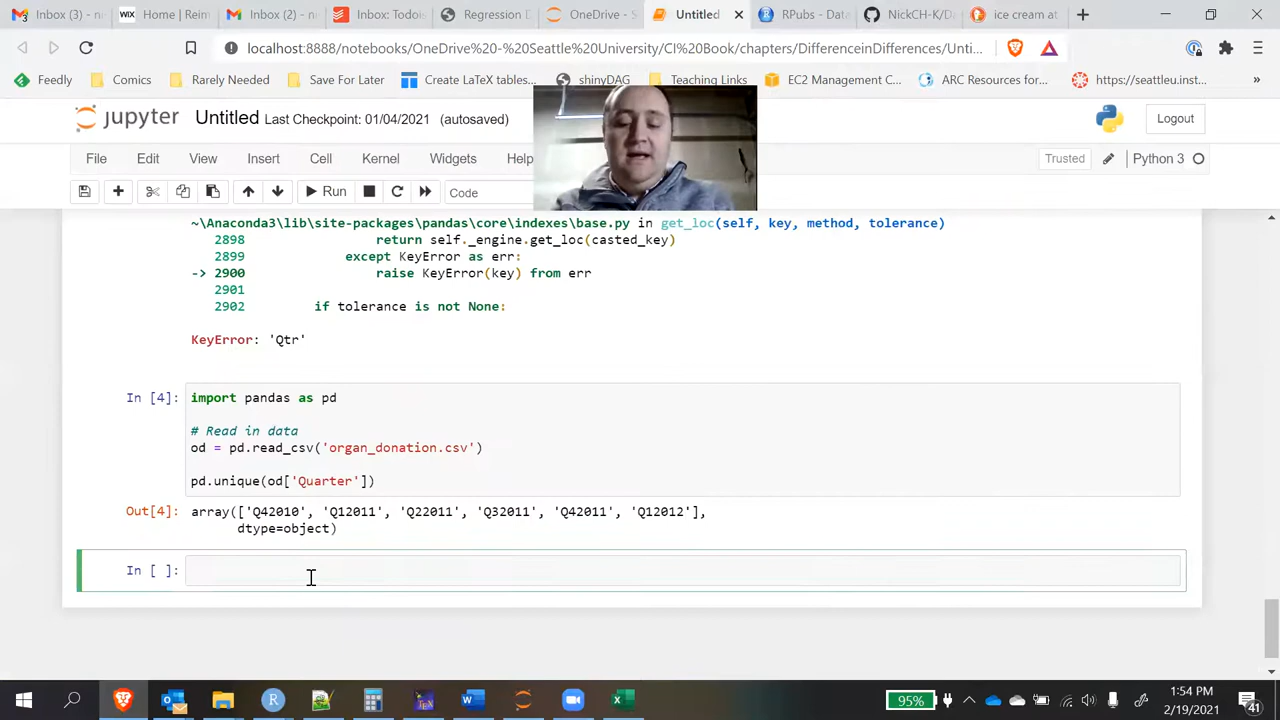 Inbox (3) -
Home | Reim
Inbox (2) -
Inbox: Todoi
Regression D
OneDrive - S
Untitled
RPubs - Data
NickCH-K/Da
ice cream at
localhost:8888/notebooks/OneDrive%20-%20Seattle%20University/CI%20Book/chapters/DifferenceinDifferences/Unti...
Feedly
Comics
Rarely Needed
Save For Later
Create LaTeX tables...
shinyDAG
Teaching Links
EC2 Management C...
ARC Resources for...
https://seattleu.inst...
»
jupyter Untitled Last Checkpoint: 01/04/2021 (autosaved)
Logout
File Edit View Insert Cell Kernel Widgets Help
Trusted
Python 3
Run
Code
~\Anaconda3\lib\site-packages\pandas\core\indexes\base.py in get_loc(self, key, method, tolerance)
2898 return self._engine.get_loc(casted_key)
2899 except KeyError as err:
-> 2900 raise KeyError(key) from err
2901
2902 if tolerance is not None:
KeyError: 'Qtr'
In [4]: import pandas as pd
# Read in data
od = pd.read_csv('organ_donation.csv')
pd.unique(od['Quarter'])
Out[4]: array(['Q42010', 'Q12011', 'Q22011', 'Q32011', 'Q42011', 'Q12012'],
dtype=object)
In [ ]:
95%
1:54 PM
2/19/2021
41